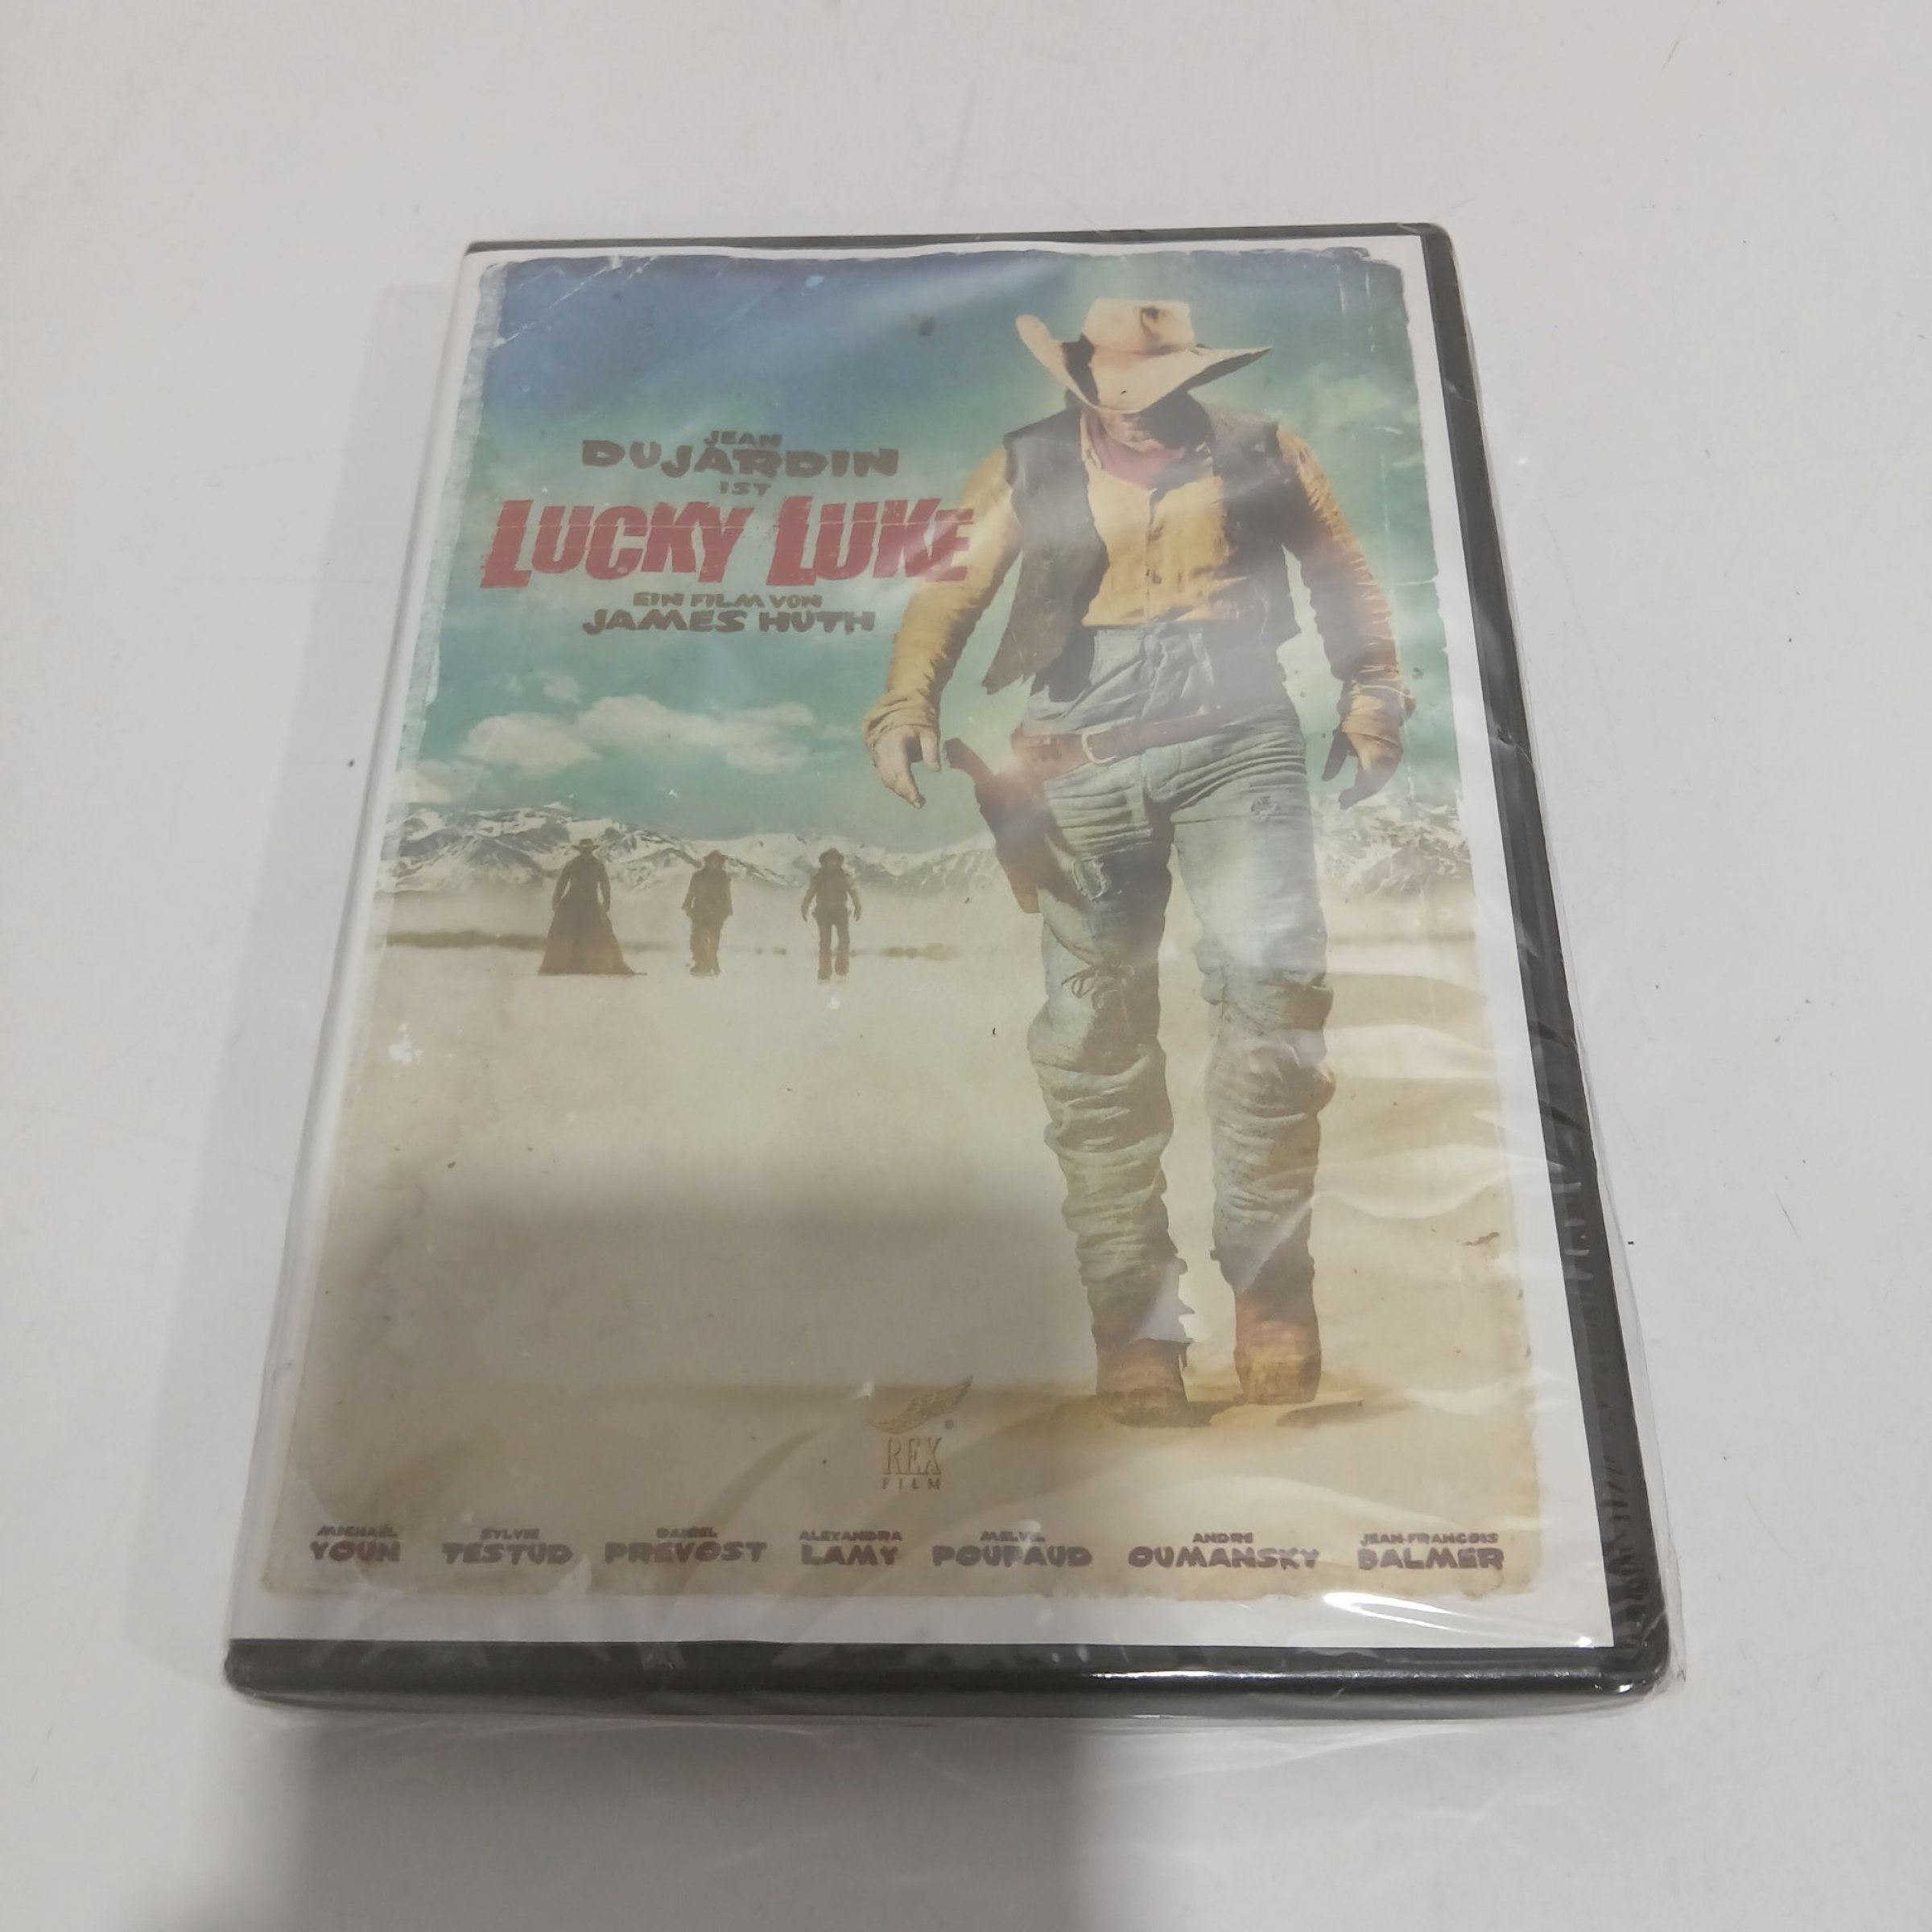 JEAN
DUJARDIN
IST
LUCKY LUKE
EIN FILM VON
JAMES HUTH
REX
FILM
MICHAËL
YOUN
SYLVIE
TESTUD
DANIEL
PREVOST
ALEXANDRA
LAMY
MELVIL
POUPAUD
ANDRE
OUMANSKY
JEAN-FRANCOIS
BALMER